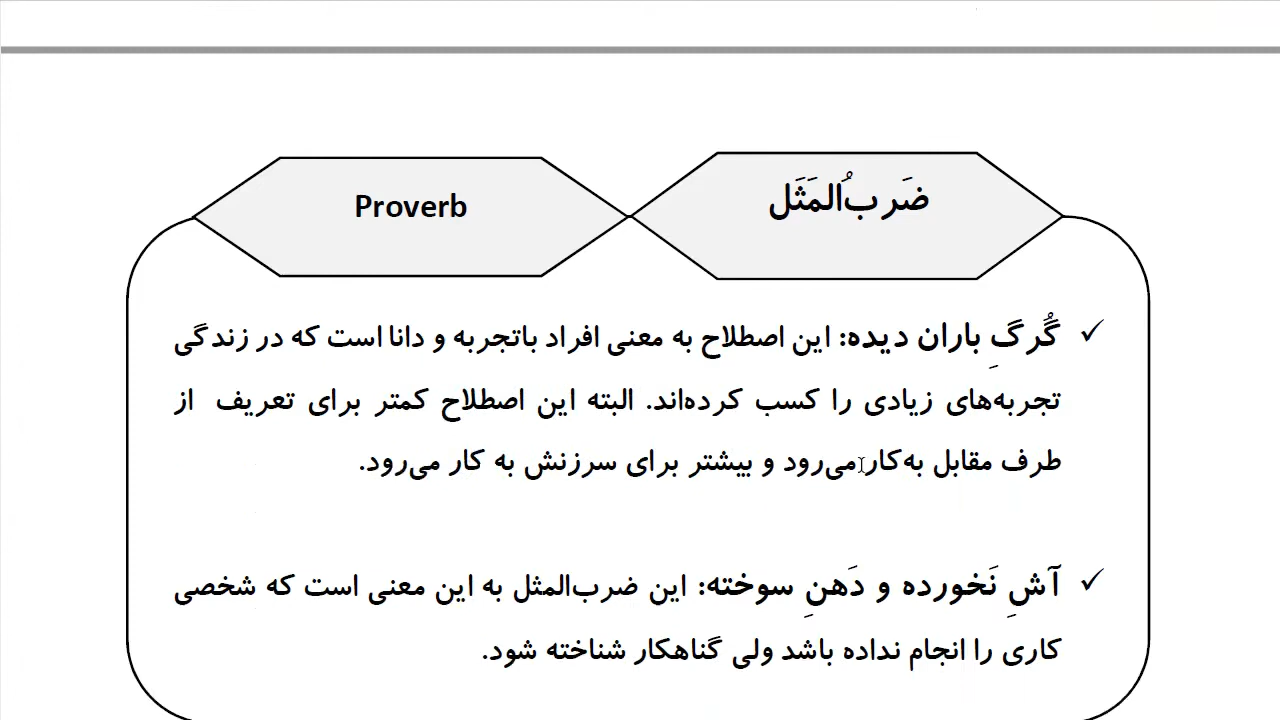 ضَربُالمَثَل
Proverb
✓ گُرگِ باران دیده: این اصطلاح به معنی افراد باتجربه و دانا است که در زندگی
تجربه‌های زیادی را کسب کرده‌اند. البته این اصطلاح کمتر برای تعریف از
طرف مقابل به‌کار می‌رود و بیشتر برای سرزنش به کار می‌رود.
✓ آشِ نَخورده و دَهنِ سوخته: این ضرب‌المثل به این معنی است که شخصی
کاری را انجام نداده باشد ولی گناهکار شناخته شود.